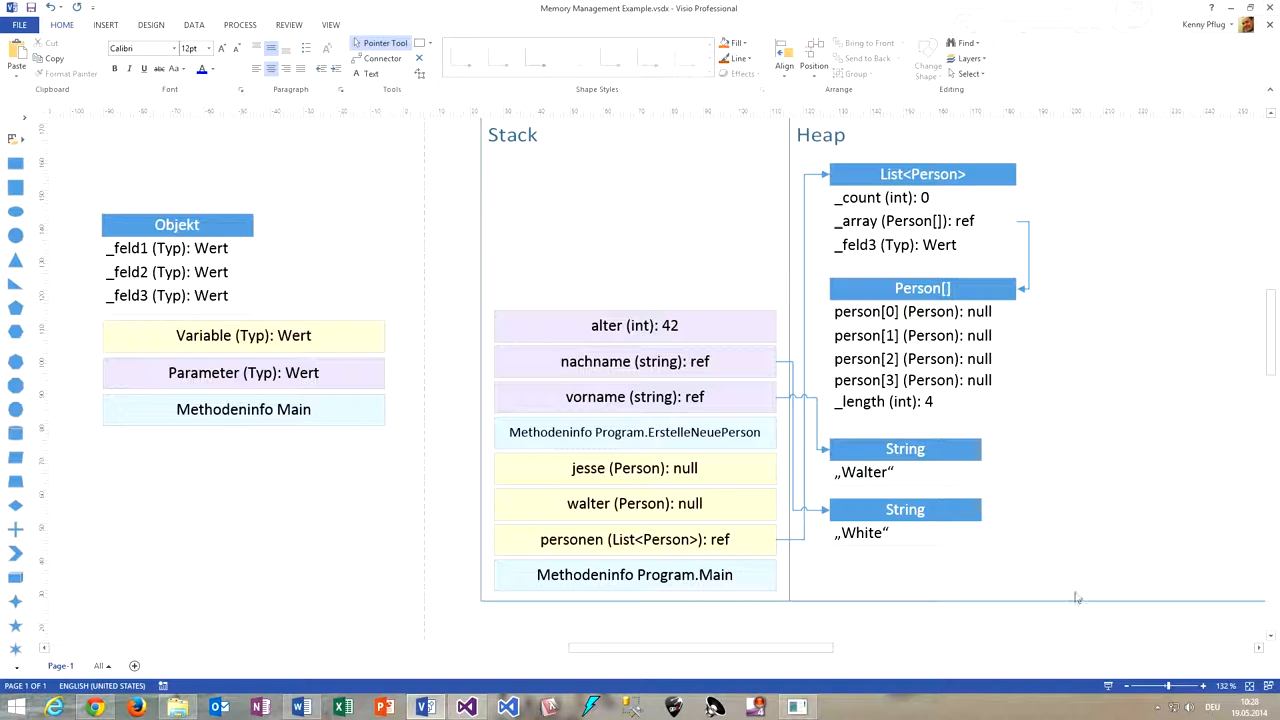 Memory Management Example.vsdx - Visio Professional
FILE HOME INSERT DESIGN DATA PROCESS REVIEW VIEW
Kenny Pflug
Paste
Cut
Copy
Format Painter
Clipboard
Calibri 12pt
Font
Paragraph
Pointer Tool
Connector
Text
Tools
Shape Styles
Fill
Line
Effects
Align
Position
Bring to Front
Send to Back
Group
Arrange
Change Shape
Find
Layers
Select
Editing
Objekt
_feld1 (Typ): Wert
_feld2 (Typ): Wert
_feld3 (Typ): Wert
Variable (Typ): Wert
Parameter (Typ): Wert
Methodeninfo Main
Stack
alter (int): 42
nachname (string): ref
vorname (string): ref
Methodeninfo Program.ErstelleNeuePerson
jesse (Person): null
walter (Person): null
personen (List<Person>): ref
Methodeninfo Program.Main
Heap
List<Person>
_count (int): 0
_array (Person[]): ref
_feld3 (Typ): Wert
Person[]
person[0] (Person): null
person[1] (Person): null
person[2] (Person): null
person[3] (Person): null
_length (int): 4
String
„Walter“
String
„White“
Page-1 All
PAGE 1 OF 1 ENGLISH (UNITED STATES)
132 %
DEU
10:28
19.05.2014